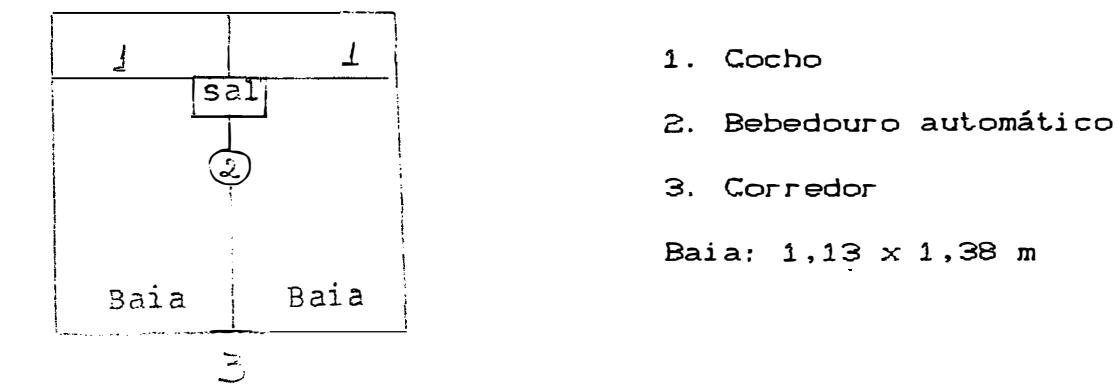 1 1
sal
2
Baia Baia
3
1. Cocho
2. Bebedouro automático
3. Corredor
Baia: 1,13 x 1,38 m